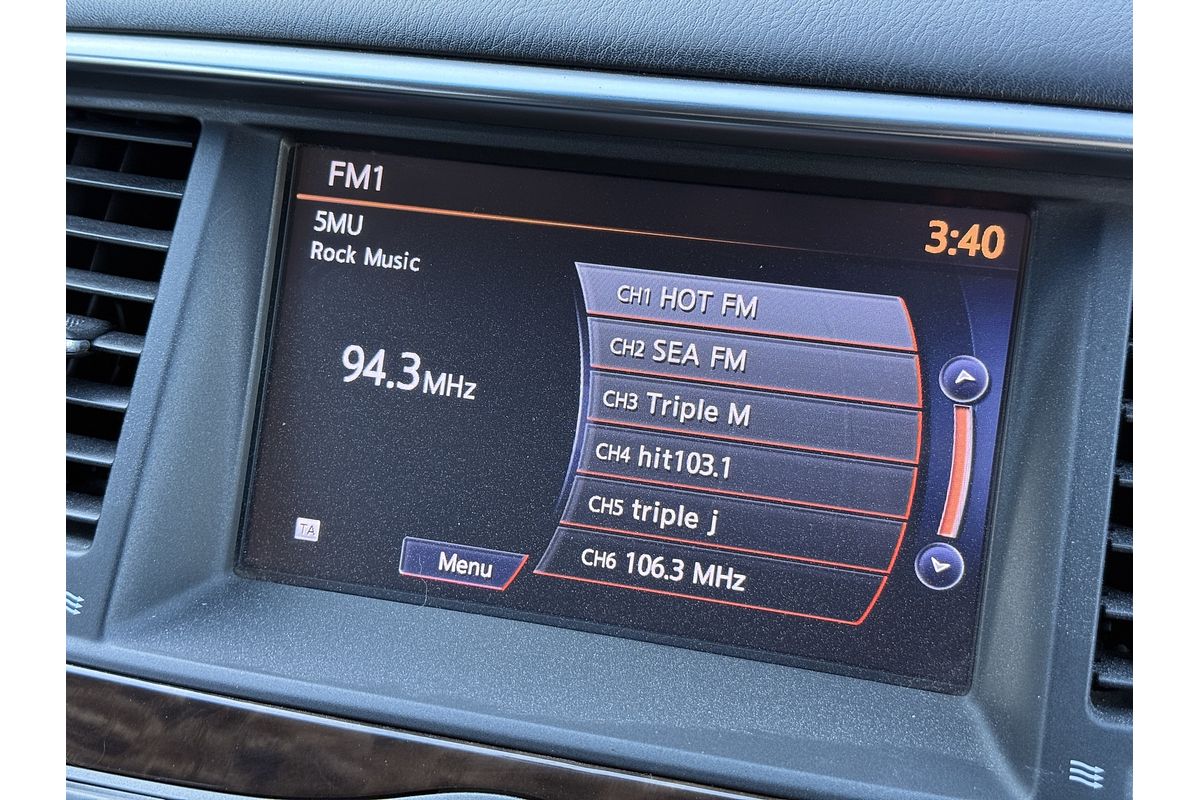 FM1
3:40
5MU
Rock Music
94.3MHz
CH1 HOT FM
CH2 SEA FM
CH3 Triple M
CH4 hit103.1
CH5 triple j
CH6 106.3 MHz
TA
Menu